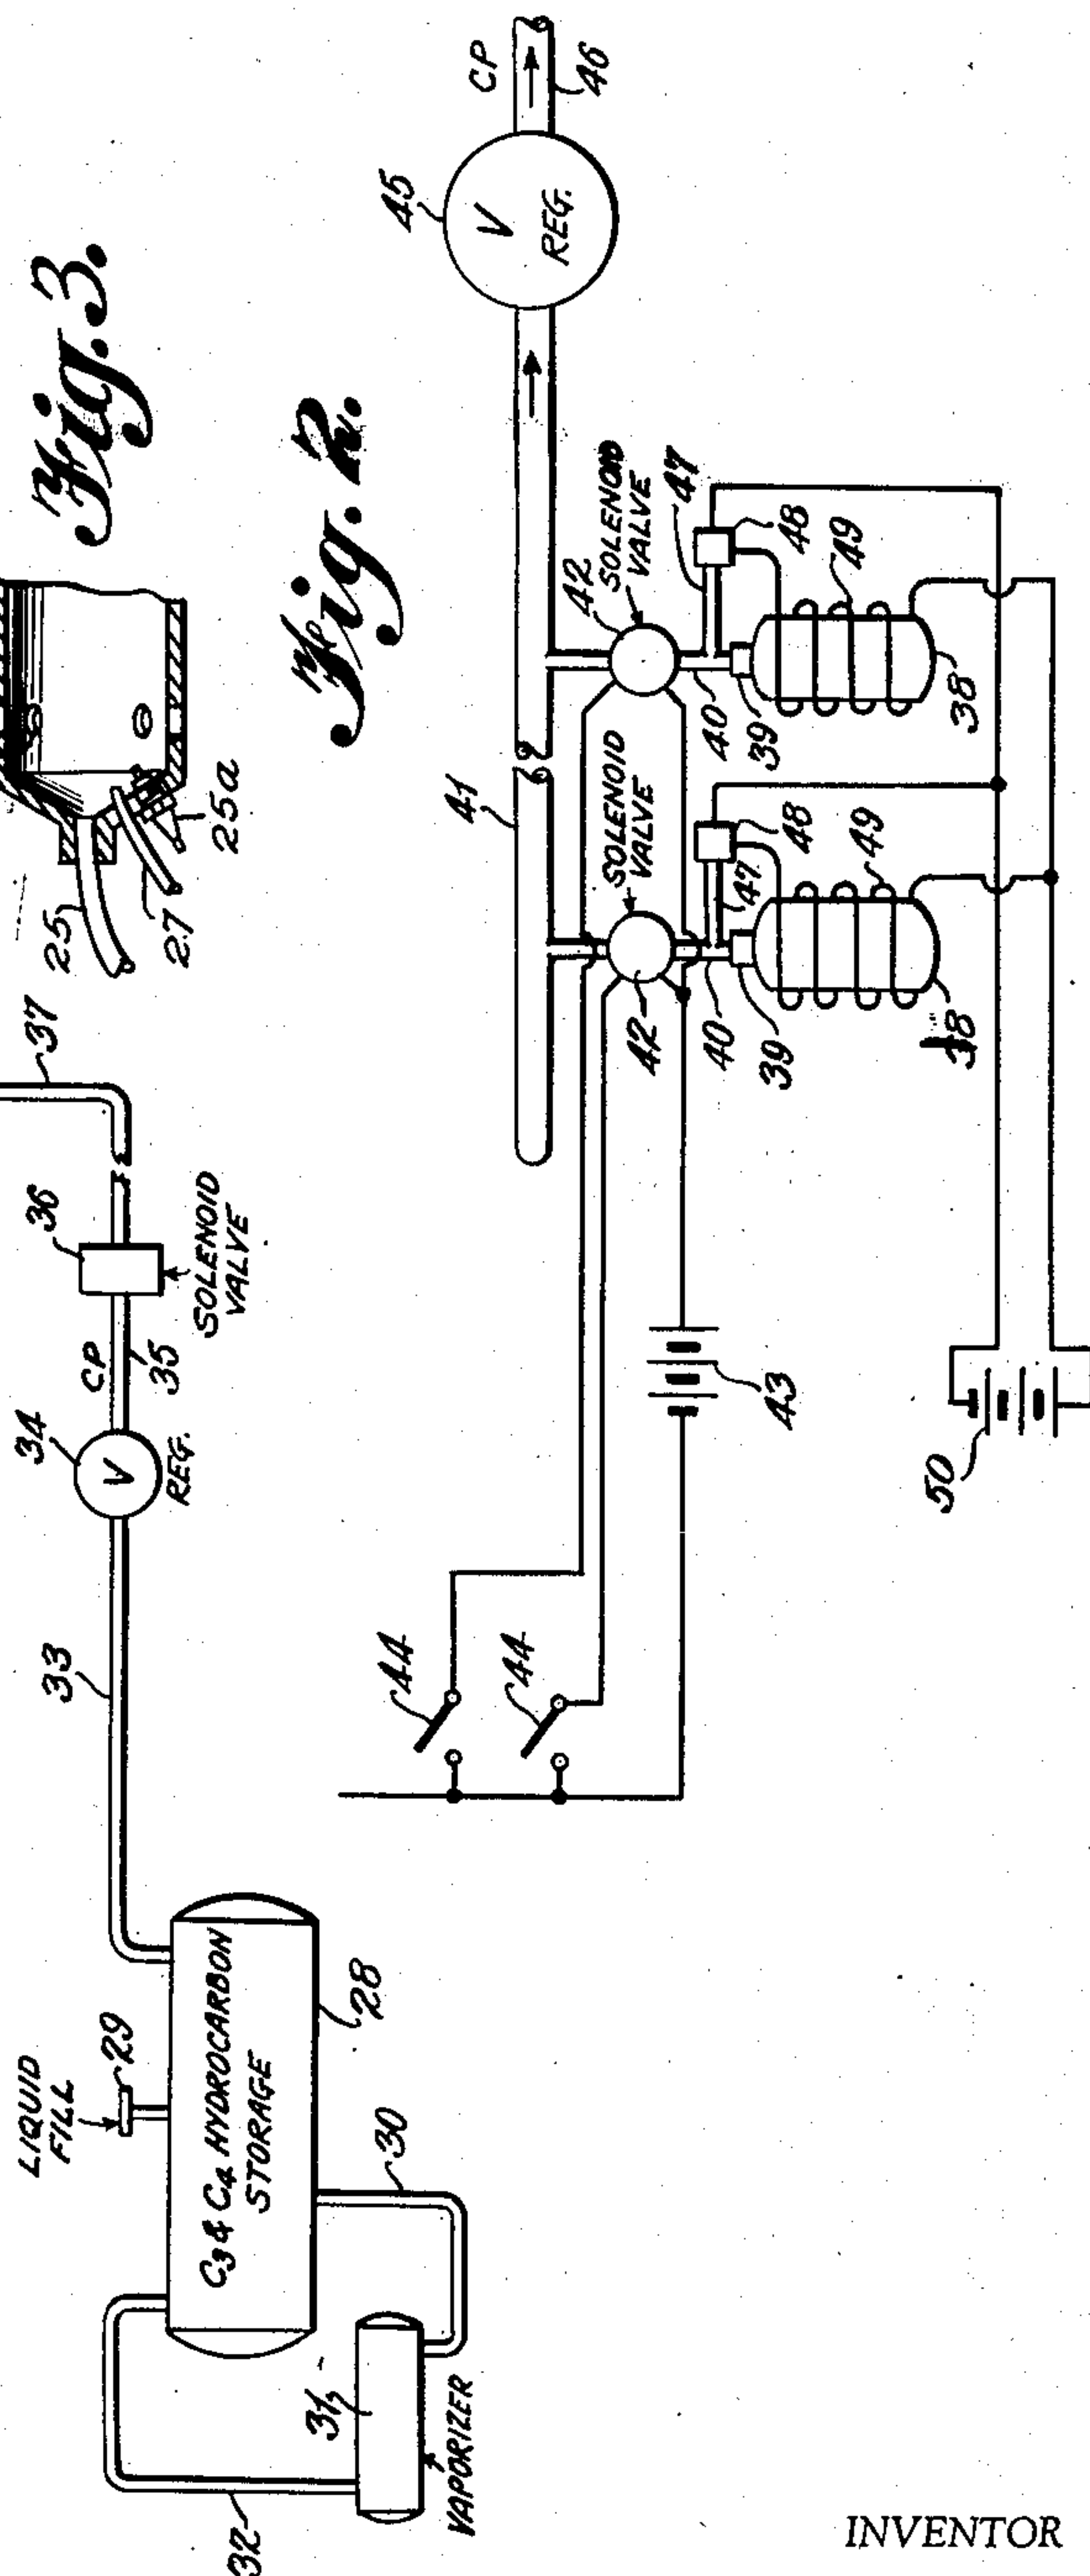 Fig. 3.
25
27
25a
37
36
SOLENOID
VALVE
CP
35
34
V
REG.
33
LIQUID
FILL
29
C3 & C4 HYDROCARBON
STORAGE
28
30
31
VAPORIZER
32
Fig. 2.
CP
46
45
V
REG.
41
42
SOLENOID
VALVE
47
48
49
40
39
38
SOLENOID
VALVE
42
47
48
49
40
39
38
43
44
44
50
INVENTOR